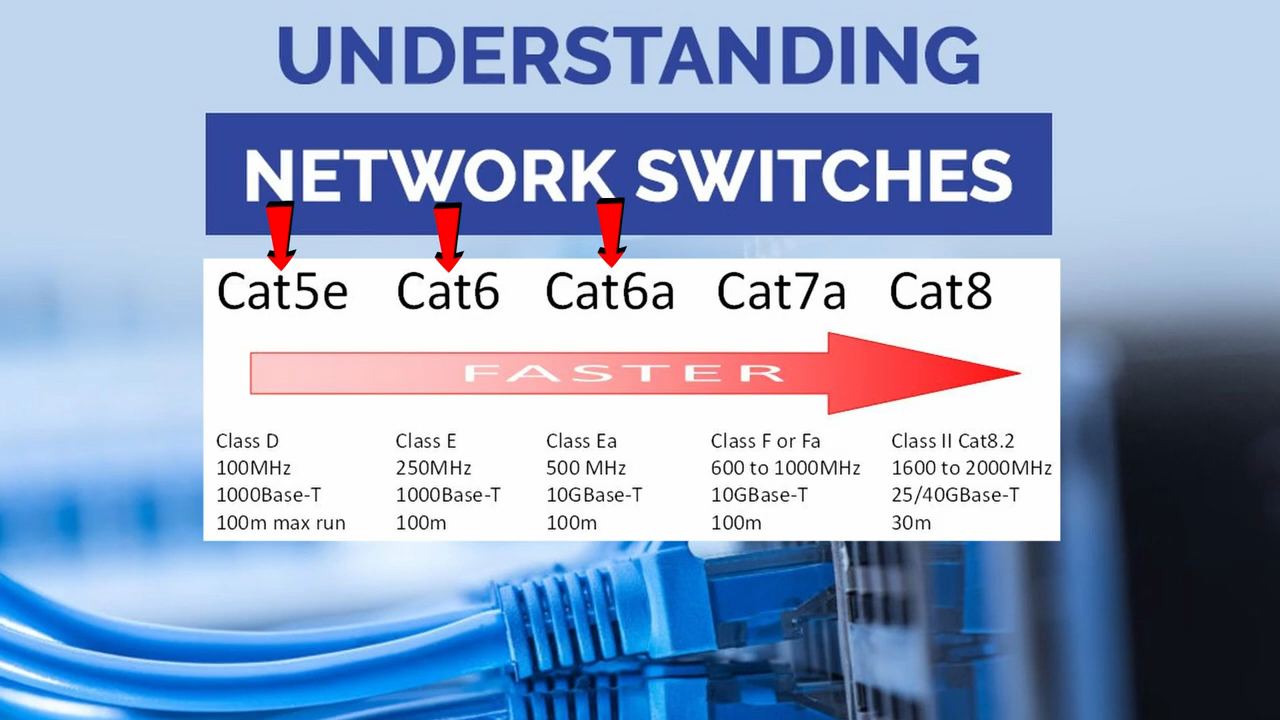 UNDERSTANDING
NETWORK SWITCHES
Cat5e Cat6 Cat6a Cat7a Cat8
FASTER
Class D Class E Class Ea Class F or Fa Class II Cat8.2
100MHz 250MHz 500 MHz 600 to 1000MHz 1600 to 2000MHz
1000Base-T 1000Base-T 10GBase-T 10GBase-T 25/40GBase-T
100m max run 100m 100m 100m 30m